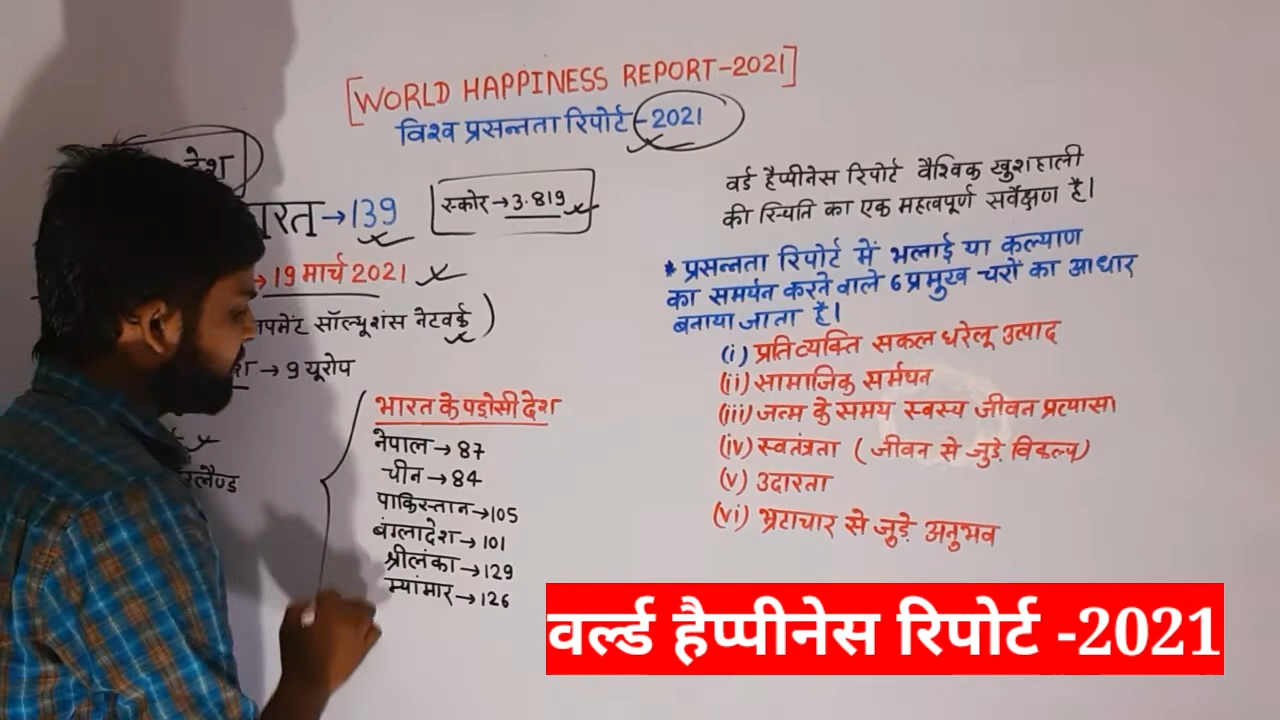 [WORLD HAPPINESS REPORT-2021]
विश्व प्रसन्नता रिपोर्ट-2021
देश
भारत→139
स्कोर→3.819
→19 मार्च 2021
सॉल्यूशंस नेटवर्क)
→9 यूरोप
भारत के पड़ोसी देश
नेपाल→87
चीन→84
पाकिस्तान→105
बंग्लादेश→101
श्रीलंका→129
म्यांमार→126
वर्ड हैप्पीनेस रिपोर्ट वैश्विक खुशहाली
की स्थिति का एक महत्वपूर्ण सर्वेक्षण है।
* प्रसन्नता रिपोर्ट में भलाई या कल्याण
का समर्थन करने वाले 6 प्रमुख चरों का आधार
बनाया जाता है।
(i) प्रतिव्यक्ति सकल घरेलू उत्पाद
(ii) सामाजिक सर्मथन
(iii) जन्म के समय स्वस्थ जीवन प्रत्यासा
(iv) स्वतंत्रता (जीवन से जुड़े विकल्प)
(v) उदारता
(vi) भ्रटाचार से जुड़े अनुभव
वर्ल्ड हैप्पीनेस रिपोर्ट -2021